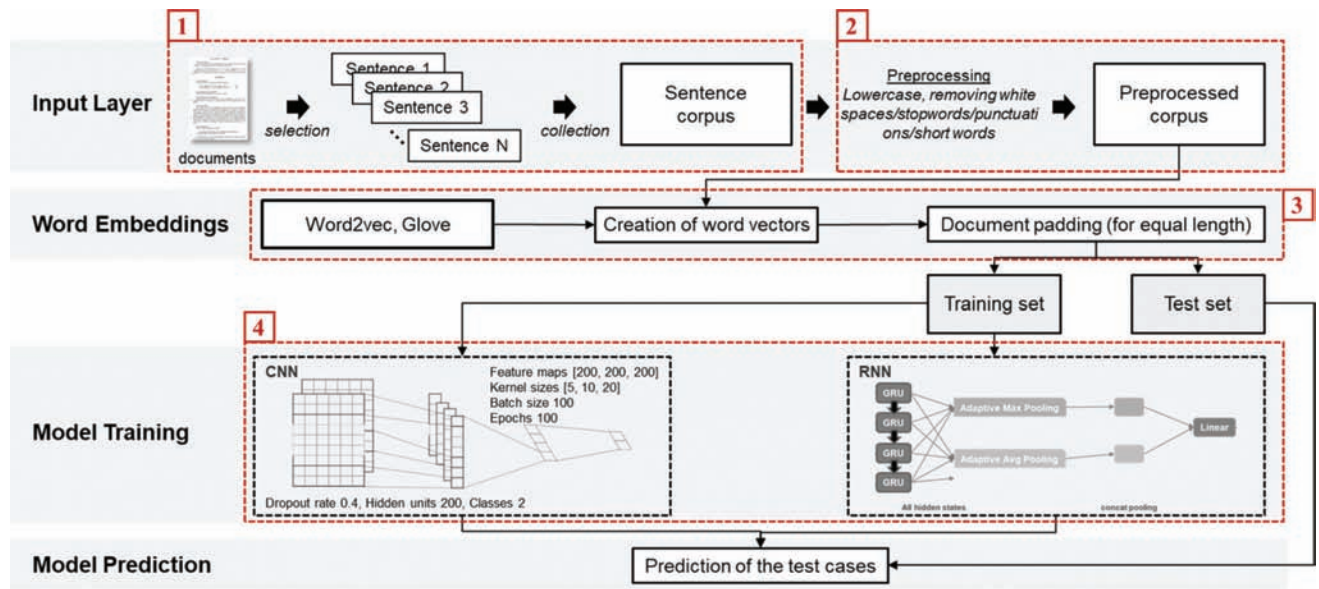 1
2
Input Layer
documents
selection
Sentence 1
Sentence 2
Sentence 3
Sentence N
collection
Sentence
corpus
Preprocessing
Lowercase, removing white
spaces/stopwords/punctuati
ons/short words
Preprocessed
corpus
Word Embeddings
Word2vec, Glove
Creation of word vectors
Document padding (for equal length)
3
Training set
Test set
4
Model Training
CNN
Feature maps [200, 200, 200]
Kernel sizes [5, 10, 20]
Batch size 100
Epochs 100
Dropout rate 0.4, Hidden units 200, Classes 2
RNN
GRU
GRU
GRU
GRU
Adaptive Max Pooling
Adaptive Avg Pooling
Linear
All hidden states
concat pooling
Model Prediction
Prediction of the test cases